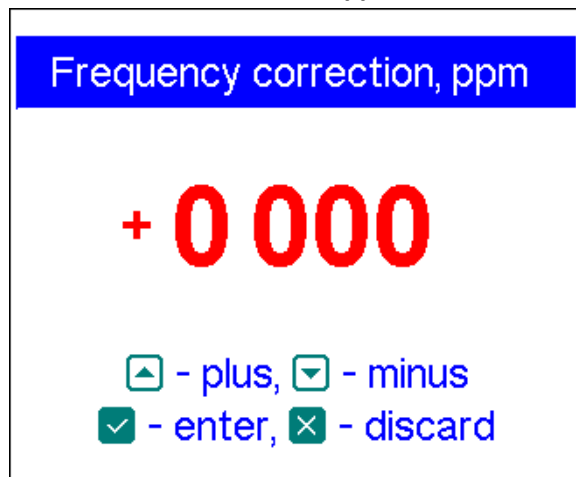 Frequency correction, ppm
+0 000
- plus, - minus
- enter, - discard